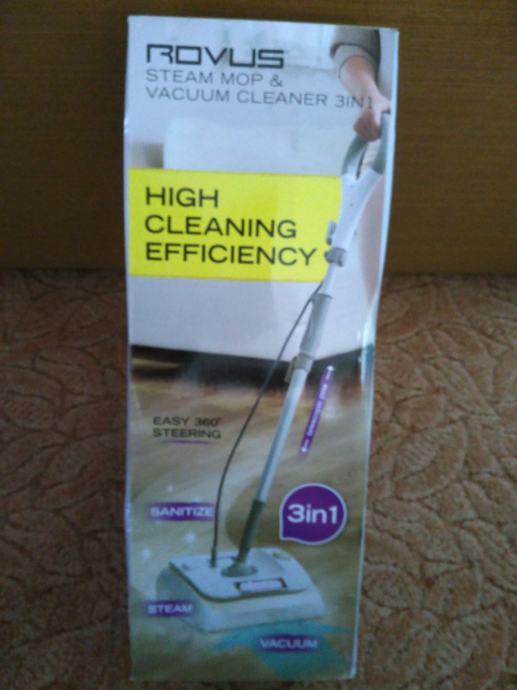 ROVUS
STEAM MOP &
VACUUM CLEANER 3IN1
HIGH
CLEANING
EFFICIENCY
EASY 360°
STEERING
SANITIZE
3in1
STEAM
VACUUM